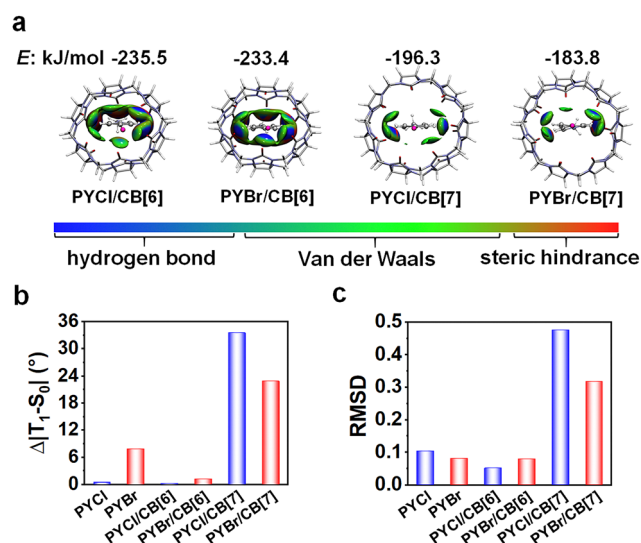 a
E: kJ/mol -235.5 -233.4 -196.3 -183.8
PYCl/CB[6] PYBr/CB[6] PYCl/CB[7] PYBr/CB[7]
hydrogen bond Van der Waals steric hindrance
b
Δ|T₁-S₀| (°)
36
30
24
18
12
6
0
PYCl PYBr PYCl/CB[6] PYBr/CB[6] PYCl/CB[7] PYBr/CB[7]
c
RMSD
0.5
0.4
0.3
0.2
0.1
0.0
PYCl PYBr PYCl/CB[6] PYBr/CB[6] PYCl/CB[7] PYBr/CB[7]